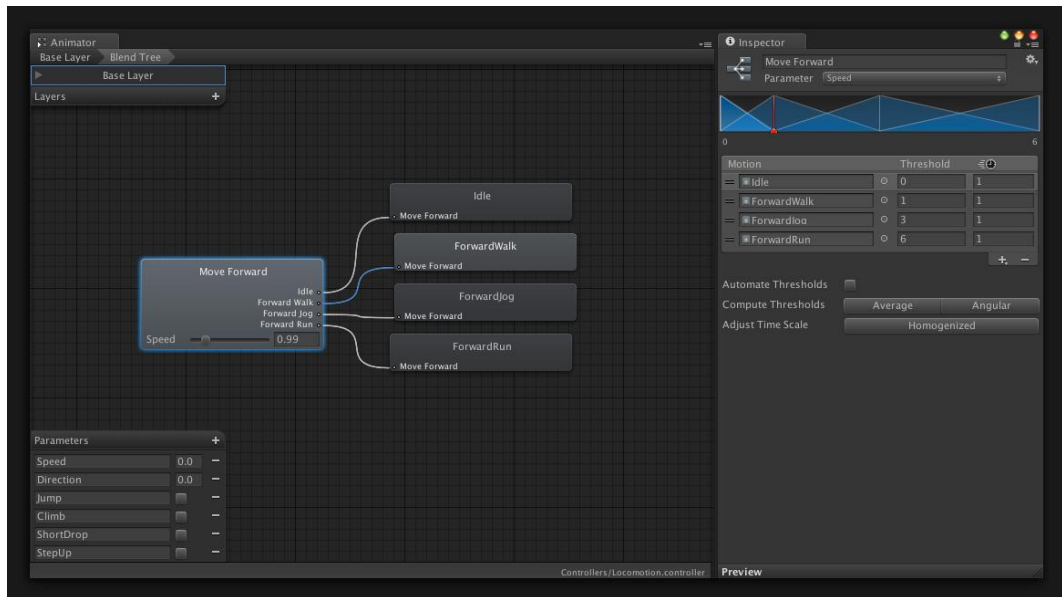 Animator
Base Layer Blend Tree
Base Layer
Layers +
Idle
Move Forward
ForwardWalk
Move Forward
ForwardJog
Move Forward
ForwardRun
Move Forward
Move Forward
Idle
Forward Walk
Forward Jog
Forward Run
Speed 0.99
Parameters +
Speed 0.0 −
Direction 0.0 −
Jump −
Climb −
ShortDrop −
StepUp −
Controllers/Locomotion.controller
Inspector
Move Forward
Parameter Speed
0 6
Motion Threshold
Idle 0 1
ForwardWalk 1 1
ForwardJog 3 1
ForwardRun 6 1
+ −
Automate Thresholds
Compute Thresholds Average Angular
Adjust Time Scale Homogenized
Preview